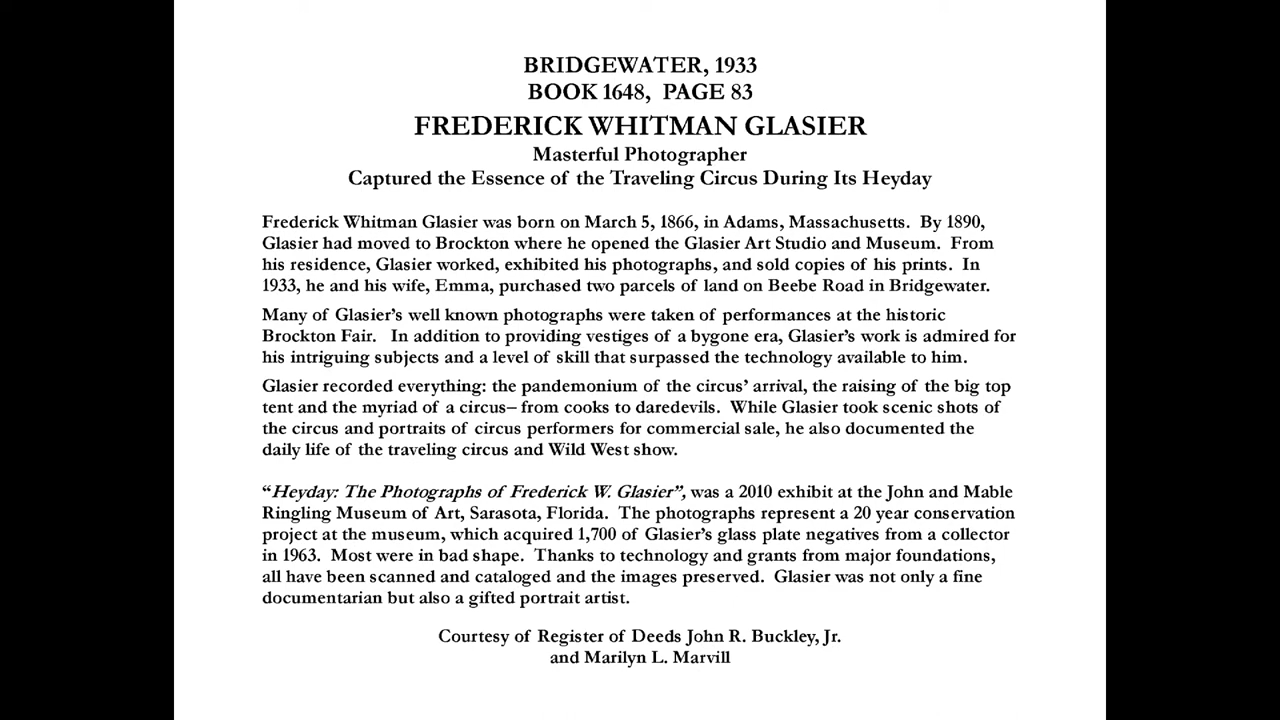 BRIDGEWATER, 1933
BOOK 1648, PAGE 83
FREDERICK WHITMAN GLASIER
Masterful Photographer
Captured the Essence of the Traveling Circus During Its Heyday
Frederick Whitman Glasier was born on March 5, 1866, in Adams, Massachusetts. By 1890,
Glasier had moved to Brockton where he opened the Glasier Art Studio and Museum. From
his residence, Glasier worked, exhibited his photographs, and sold copies of his prints. In
1933, he and his wife, Emma, purchased two parcels of land on Beebe Road in Bridgewater.
Many of Glasier’s well known photographs were taken of performances at the historic
Brockton Fair. In addition to providing vestiges of a bygone era, Glasier’s work is admired for
his intriguing subjects and a level of skill that surpassed the technology available to him.
Glasier recorded everything: the pandemonium of the circus’ arrival, the raising of the big top
tent and the myriad of a circus– from cooks to daredevils. While Glasier took scenic shots of
the circus and portraits of circus performers for commercial sale, he also documented the
daily life of the traveling circus and Wild West show.
“Heyday: The Photographs of Frederick W. Glasier”, was a 2010 exhibit at the John and Mable
Ringling Museum of Art, Sarasota, Florida. The photographs represent a 20 year conservation
project at the museum, which acquired 1,700 of Glasier’s glass plate negatives from a collector
in 1963. Most were in bad shape. Thanks to technology and grants from major foundations,
all have been scanned and cataloged and the images preserved. Glasier was not only a fine
documentarian but also a gifted portrait artist.
Courtesy of Register of Deeds John R. Buckley, Jr.
and Marilyn L. Marvill